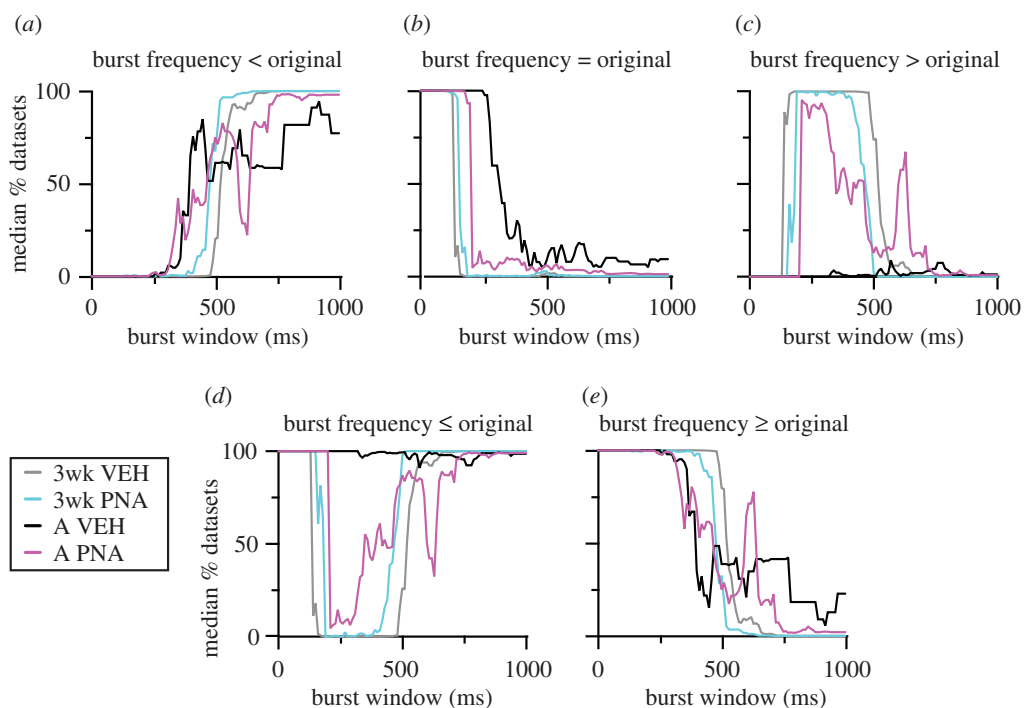 (a)
burst frequency < original
(b)
burst frequency = original
(c)
burst frequency > original
median % datasets
100
50
0
0
500
1000
burst window (ms)
0
500
1000
burst window (ms)
0
500
1000
burst window (ms)
100
50
0
(d)
burst frequency ≤ original
(e)
burst frequency ≥ original
3wk VEH
3wk PNA
A VEH
A PNA
median % datasets
100
50
0
0
500
1000
burst window (ms)
0
500
1000
burst window (ms)